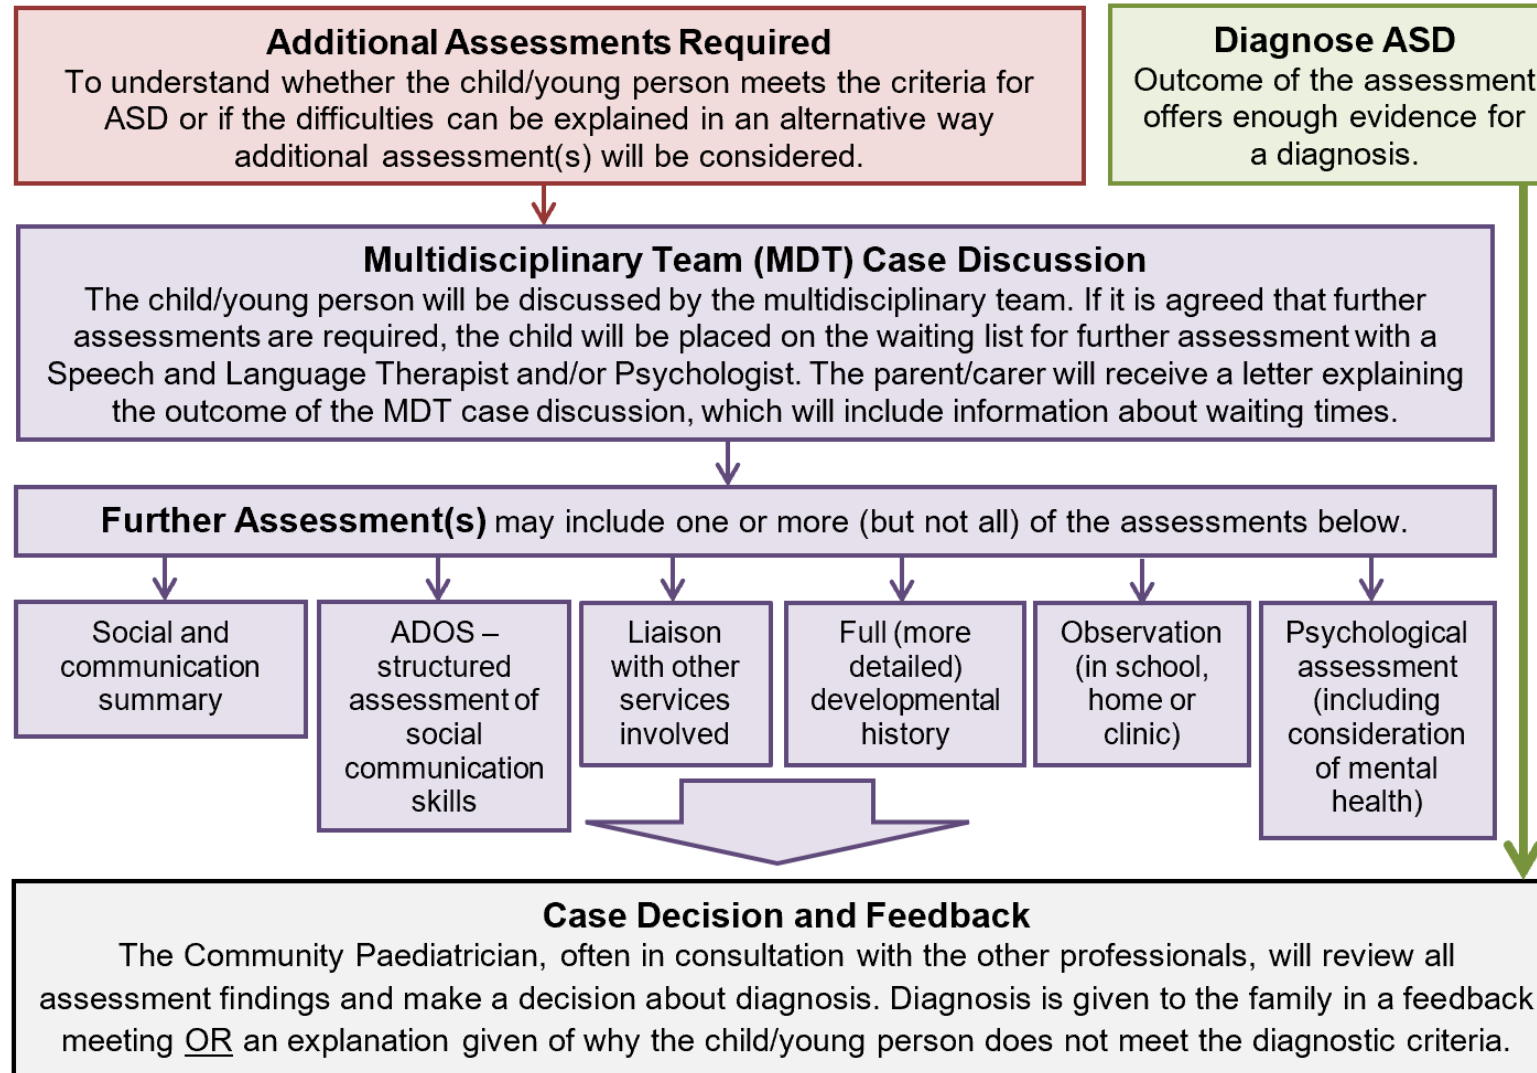 Additional Assessments Required
To understand whether the child/young person meets the criteria for
ASD or if the difficulties can be explained in an alternative way
additional assessment(s) will be considered.
Diagnose ASD
Outcome of the assessment
offers enough evidence for
a diagnosis.
Multidisciplinary Team (MDT) Case Discussion
The child/young person will be discussed by the multidisciplinary team. If it is agreed that further
assessments are required, the child will be placed on the waiting list for further assessment with a
Speech and Language Therapist and/or Psychologist. The parent/carer will receive a letter explaining
the outcome of the MDT case discussion, which will include information about waiting times.
Further Assessment(s) may include one or more (but not all) of the assessments below.
Social and
communication
summary
ADOS –
structured
assessment of
social
communication
skills
Liaison
with other
services
involved
Full (more
detailed)
developmental
history
Observation
(in school,
home or
clinic)
Psychological
assessment
(including
consideration
of mental
health)
Case Decision and Feedback
The Community Paediatrician, often in consultation with the other professionals, will review all
assessment findings and make a decision about diagnosis. Diagnosis is given to the family in a feedback
meeting OR an explanation given of why the child/young person does not meet the diagnostic criteria.